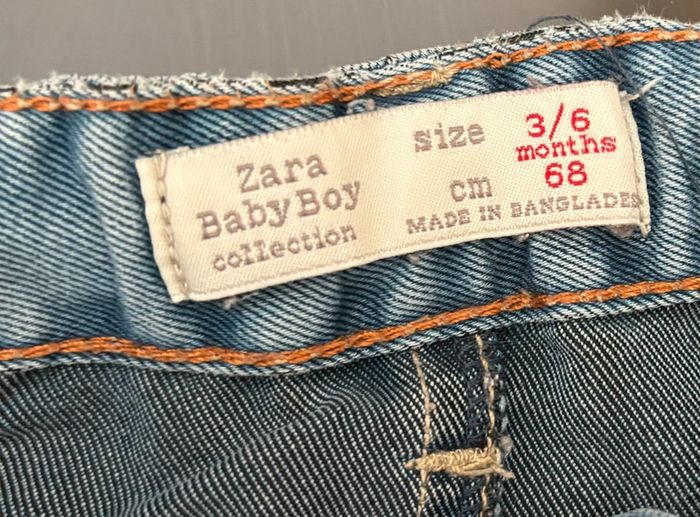 Zara
Baby Boy
collection
size
3/6
months
cm
68
MADE IN BANGLADES